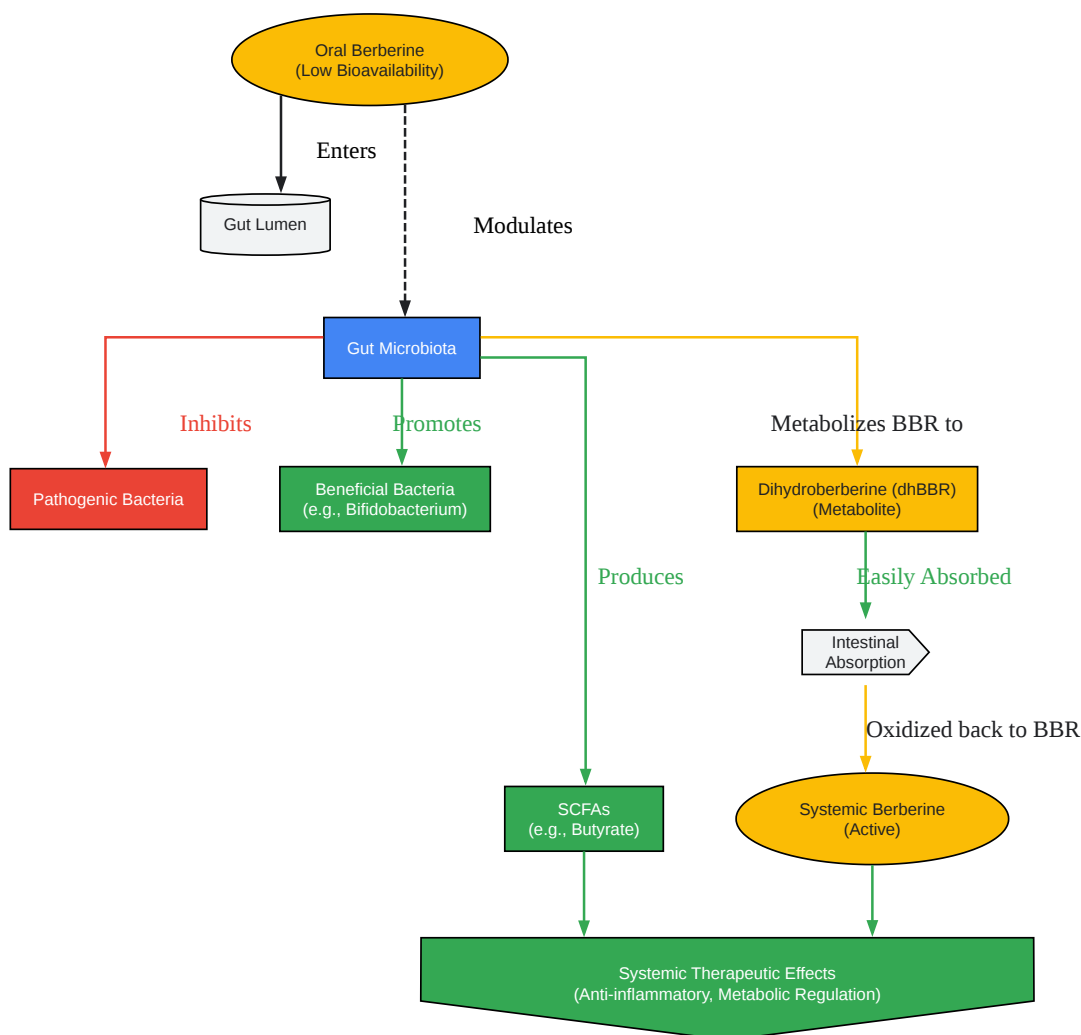 Oral Berberine
(Low Bioavailability)
Enters
Gut Lumen
Modulates
Gut Microbiota
Inhibits
Promotes
Metabolizes BBR to
Pathogenic Bacteria
Beneficial Bacteria
(e.g., Bifidobacterium)
Dihydroberberine (dhBBR)
(Metabolite)
Produces
Easily Absorbed
Intestinal
Absorption
Oxidized back to BBR
SCFAs
(e.g., Butyrate)
Systemic Berberine
(Active)
Systemic Therapeutic Effects
(Anti-inflammatory, Metabolic Regulation)